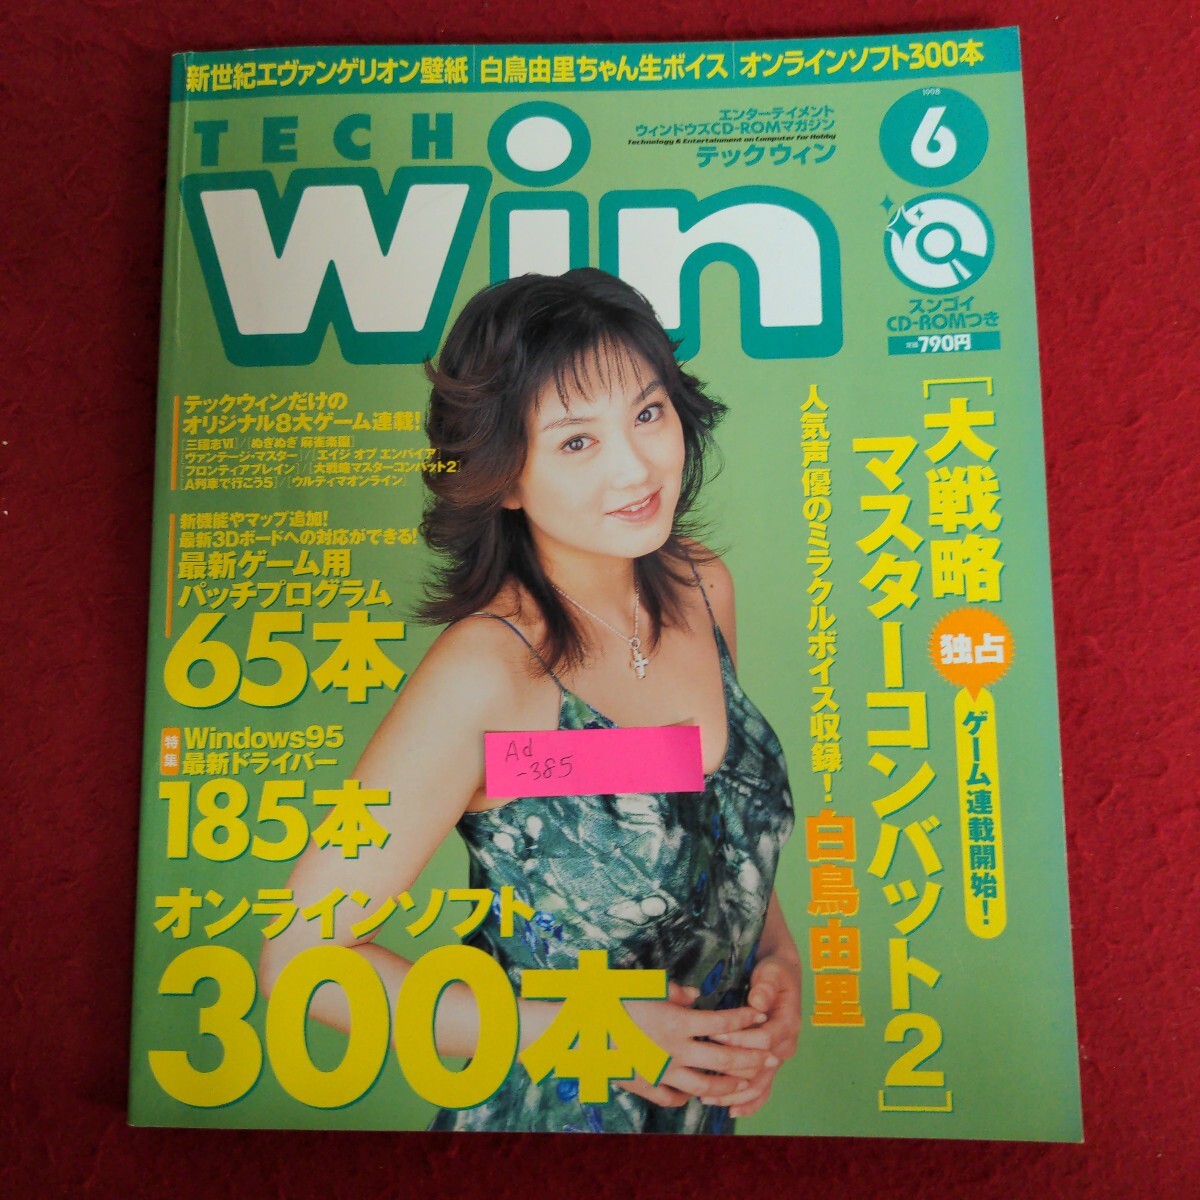 新世紀エヴァンゲリオン壁紙 | 白鳥由里ちゃん生ボイス | オンラインソフト300本
TECH
Win
エンターテイメント
ウィンドウズCD-ROMマガジン
Technology & Entertainment on Computer for Hobby
テックウィン
1998
6
スンゴイ
CD-ROMつき
定価790円
テックウィンだけの
オリジナル8大ゲーム連載!
[三國志Ⅵ]/[ぬきぬき 麻雀楽園]
[ヴァンテージ・マスター]/[エイジ オブ エンパイア]
[フロンティアブレイン]/[大戦略マスターコンバット2]
[A列車で行こう5]/[ウルティマオンライン]
新機能やマップ追加!
最新3Dボードへの対応ができる!
最新ゲーム用
パッチプログラム
65本
特集
Windows95
最新ドライバー
185本
オンラインソフト
300本
[大戦略
マスターコンバット2]
独占
ゲーム連載開始!
人気声優のミラクルボイス収録!
白鳥由里
Ad
-385